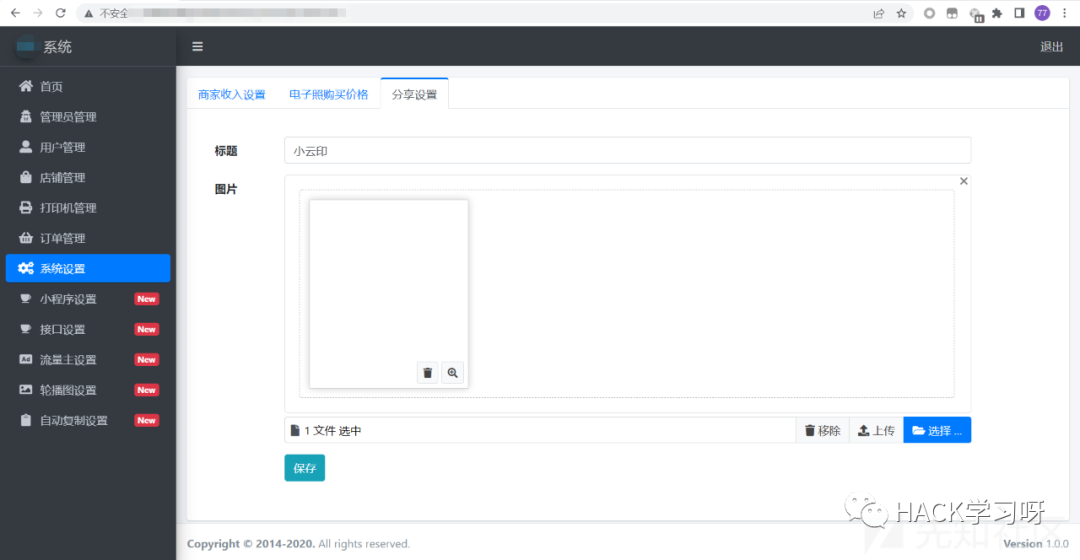 不安全
77
系统
退出
首页
管理员管理
用户管理
店铺管理
打印机管理
订单管理
系统设置
小程序设置 New
接口设置 New
Ad 流量主设置 New
轮播图设置 New
自动复制设置 New
商家收入设置 电子照购买价格 分享设置
标题 小云印
图片
1 文件 选中 移除 上传 选择 ...
保存
HACK学习呀
先知社区
Copyright © 2014-2020. All rights reserved. Version 1.0.0